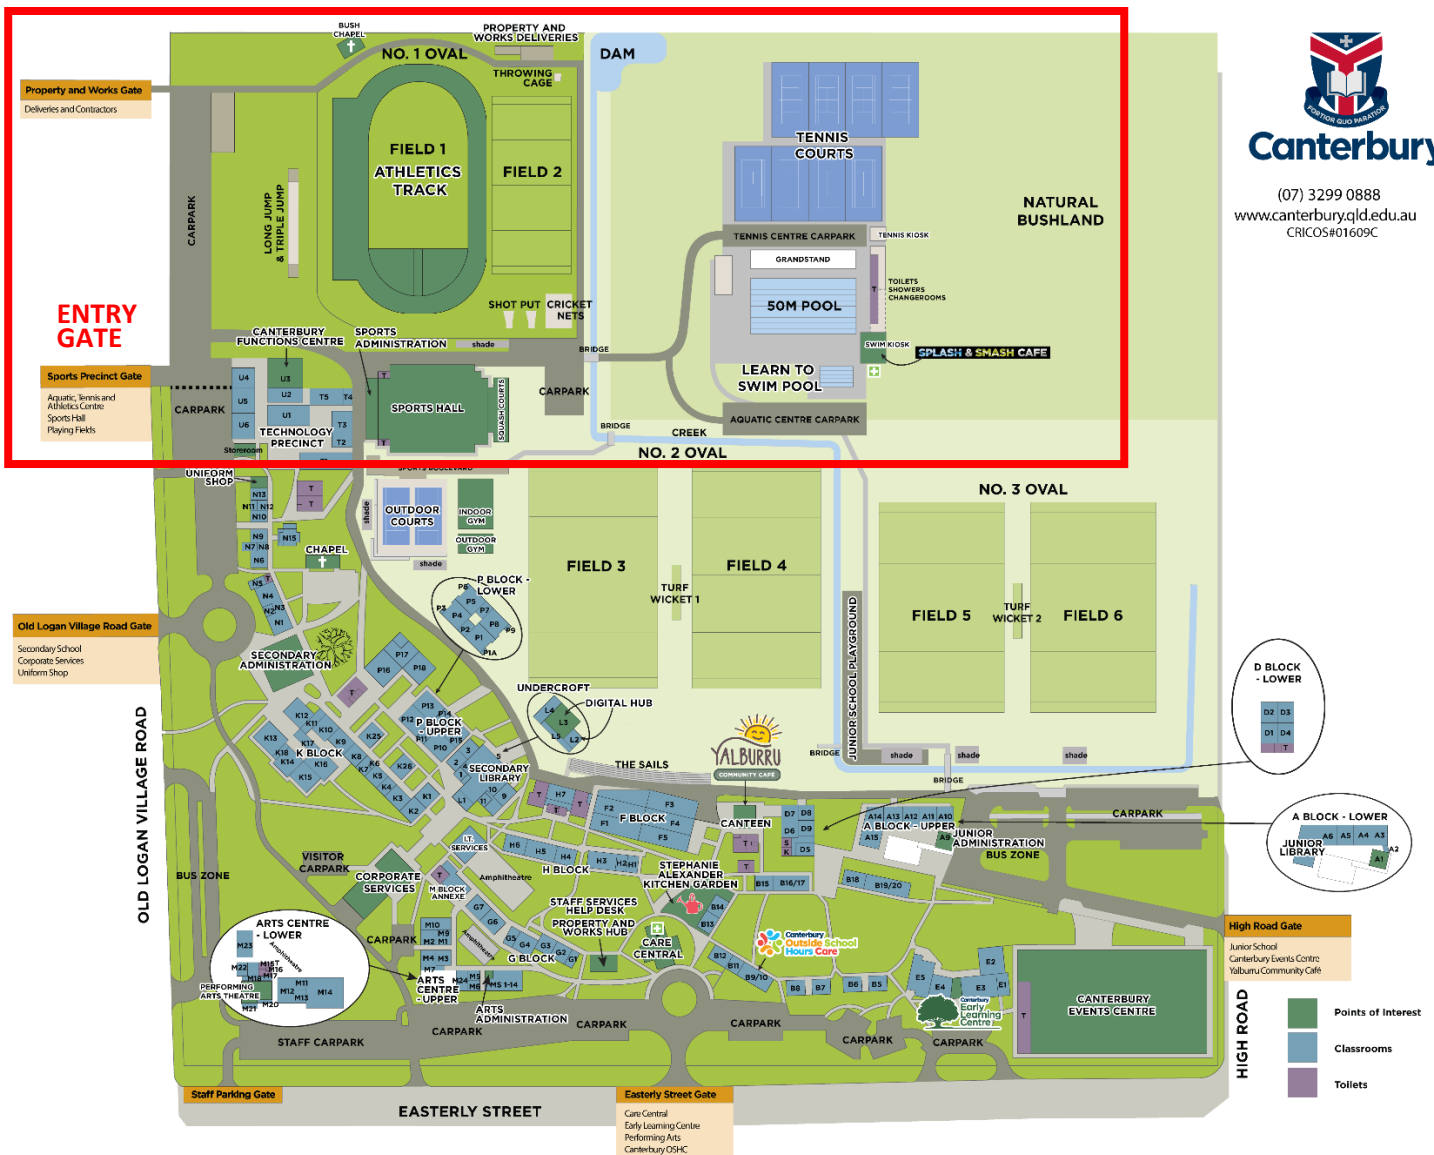 BUSH
CHAPEL
PROPERTY AND
WORKS DELIVERIES
NO. 1 OVAL
DAM
THROWING
CAGE
Property and Works Gate
Deliveries and Contractors
FORTIOR QUO PARATIOR
Canterbury
(07) 3299 0888
www.canterbury.qld.edu.au
CRICOS#01609C
FIELD 1
ATHLETICS
TRACK
FIELD 2
TENNIS
COURTS
NATURAL
BUSHLAND
CARPARK
LONG JUMP
& TRIPLE JUMP
TENNIS CENTRE CARPARK
TENNIS KIOSK
GRANDSTAND
T
TOILETS
SHOWERS
CHANGEROOMS
50M POOL
SHOT PUT
CRICKET
NETS
ENTRY
GATE
CANTERBURY
FUNCTIONS CENTRE
SPORTS
ADMINISTRATION
shade
BRIDGE
SWIM KIOSK
SPLASH & SMASH CAFE
LEARN TO
SWIM POOL
Sports Precinct Gate
Aquatic, Tennis and
Athletics Centre
Sports Hall
Playing Fields
CARPARK
U4
U5
U6
U3
U2
U1
T5
T4
T3
T2
TECHNOLOGY
PRECINCT
Storeroom
T
T
SPORTS HALL
SQUASH COURTS
CARPARK
AQUATIC CENTRE CARPARK
BRIDGE
CREEK
NO. 2 OVAL
SPORTS BOULEVARD
UNIFORM
SHOP
N13
N11
N12
N10
T
T
N9
N7
N8
N6
N15
CHAPEL
N5
T
N4
N3
N2
N1
shade
OUTDOOR
COURTS
INDOOR
GYM
OUTDOOR
GYM
shade
NO. 3 OVAL
FIELD 3
FIELD 4
TURF
WICKET 1
FIELD 5
TURF
WICKET 2
FIELD 6
JUNIOR SCHOOL PLAYGROUND
P BLOCK -
LOWER
P6
P5
P3
P4
P7
P8
P2
P1
P9
P1A
Old Logan Village Road Gate
Secondary School
Corporate Services
Uniform Shop
SECONDARY
ADMINISTRATION
P17
P16
P18
T
P13
P14
P12
P BLOCK
- UPPER
P11
P15
P10
UNDERCROFT
DIGITAL HUB
L4
L3
L5
L2
D BLOCK
- LOWER
D2
D3
D1
D4
T
OLD LOGAN VILLAGE ROAD
K12
K11
K10
K13
K17
K9
K BLOCK
K18
K14
K16
K15
K8
K7
K6
K5
K25
K26
K4
K3
K2
K1
3
2
4
1
5
SECONDARY
LIBRARY
10
9
11
L1
THE SAILS
YALBURRU
COMMUNITY CAFÉ
BRIDGE
shade
shade
shade
BRIDGE
T
H7
T
T
F2
F3
F BLOCK
F1
F4
F5
CANTEEN
T
T
D7
D8
D6
D9
S
K
D5
A14
A13
A12
A11
A10
A BLOCK - UPPER
A15
A9
JUNIOR
ADMINISTRATION
CARPARK
BUS ZONE
A BLOCK - LOWER
A6
A5
A4
A3
A2
JUNIOR
LIBRARY
A1
BUS ZONE
VISITOR
CARPARK
CORPORATE
SERVICES
I.T.
SERVICES
T
M BLOCK
ANNEXE
Amphitheatre
H6
H5
H4
H3
H2
H1
H BLOCK
STEPHANIE
ALEXANDER
KITCHEN GARDEN
B15
B16/17
B18
B19/20
B14
B13
STAFF SERVICES
HELP DESK
PROPERTY AND
WORKS HUB
CARE
CENTRAL
Canterbury
Outside School
Hours Care
High Road Gate
Junior School
Canterbury Events Centre
Yalburru Community Café
ARTS CENTRE
- LOWER
M23
Amphitheatre
M22
M15
T
M16
M18
M17
PERFORMING
ARTS THEATRE
M20
M21
M11
M12
M13
M14
CARPARK
M10
M9
M2
M1
M4
M3
M7
M24
M5
M6
MS 1-14
ARTS
CENTRE
- UPPER
ARTS
ADMINISTRATION
Amphitheatre
G7
G6
G5
G4
G3
G2
G1
G BLOCK
B12
B11
B9/10
B8
B7
B6
B5
E5
E4
E3
E2
E1
Canterbury
Early
Learning
Centre
T
CANTERBURY
EVENTS CENTRE
STAFF CARPARK
CARPARK
CARPARK
CARPARK
CARPARK
CARPARK
HIGH ROAD
Points of Interest
Classrooms
Toilets
Staff Parking Gate
EASTERLY STREET
Easterly Street Gate
Care Central
Early Learning Centre
Performing Arts
Canterbury OSHC